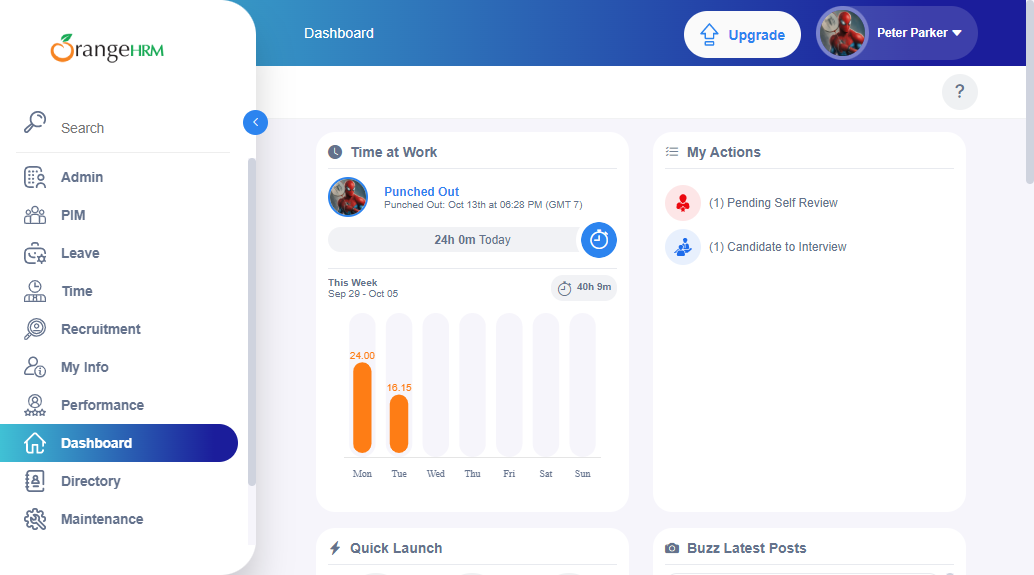 OrangeHRM
Search
Admin
PIM
Leave
Time
Recruitment
My Info
Performance
Dashboard
Directory
Maintenance
Dashboard
Upgrade
Peter Parker
?
Time at Work
Punched Out
Punched Out: Oct 13th at 06:28 PM (GMT 7)
24h 0m Today
This Week
Sep 29 - Oct 05
40h 9m
24.00
16.15
Mon Tue Wed Thu Fri Sat Sun
My Actions
(1) Pending Self Review
(1) Candidate to Interview
Quick Launch
Buzz Latest Posts